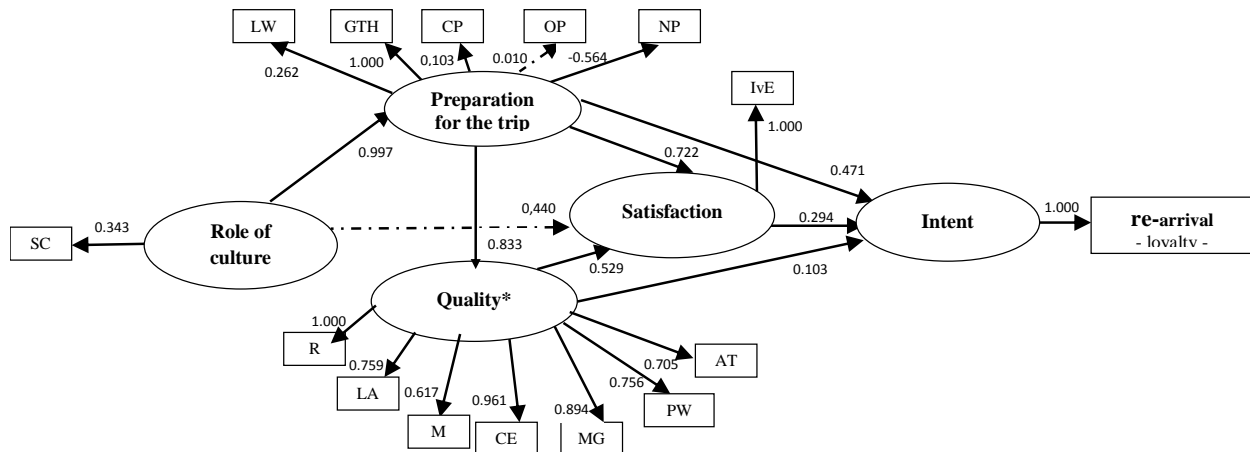 LW
GTH
CP
OP
NP
0.262
1.000
0,103
0.010
-0.564
Preparation
for the trip
IvE
1.000
0.997
0.722
0.471
SC
0.343
Role of
culture
0,440
Satisfaction
0.294
Intent
1.000
re-arrival
- loyalty -
0.833
0.529
0.103
Quality*
1.000
R
0.759
LA
0.617
M
0.961
CE
0.894
MG
0.756
PW
0.705
AT